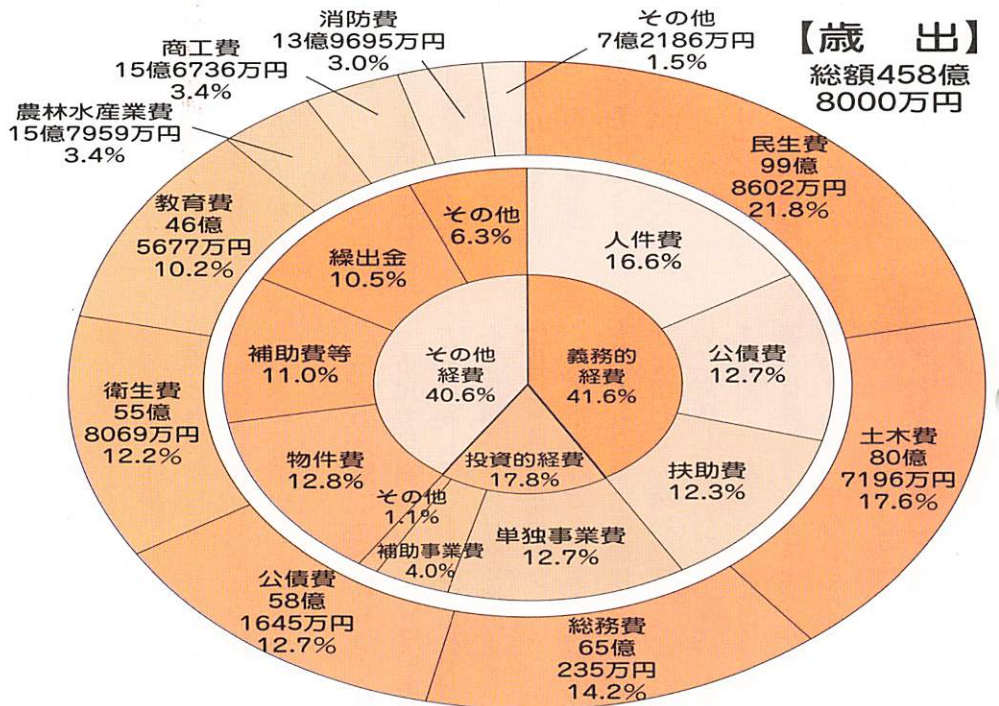 【歳　出】
総額458億
8000万円
民生費
99億
8602万円
21.8%
土木費
80億
7196万円
17.6%
総務費
65億
235万円
14.2%
公債費
58億
1645万円
12.7%
衛生費
55億
8069万円
12.2%
教育費
46億
5677万円
10.2%
農林水産業費
15億7959万円
3.4%
商工費
15億6736万円
3.4%
消防費
13億9695万円
3.0%
その他
7億2186万円
1.5%
人件費
16.6%
公債費
12.7%
扶助費
12.3%
単独事業費
12.7%
補助事業費
4.0%
その他
1.1%
物件費
12.8%
補助費等
11.0%
繰出金
10.5%
その他
6.3%
義務的
経費
41.6%
投資的経費
17.8%
その他
経費
40.6%